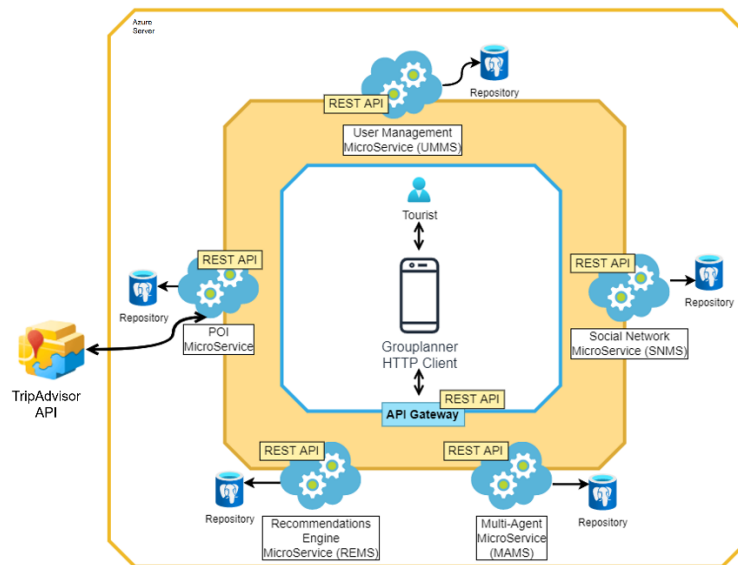 Azure
Server
REST API
Repository
User Management
MicroService (UMMS)
Tourist
REST API
Repository
POI
MicroService
TripAdvisor
API
Grouplanner
HTTP Client
REST API
API Gateway
REST API
Repository
Social Network
MicroService (SNMS)
REST API
Repository
Recommendations
Engine
MicroService (REMS)
REST API
Repository
Multi-Agent
MicroService
(MAMS)